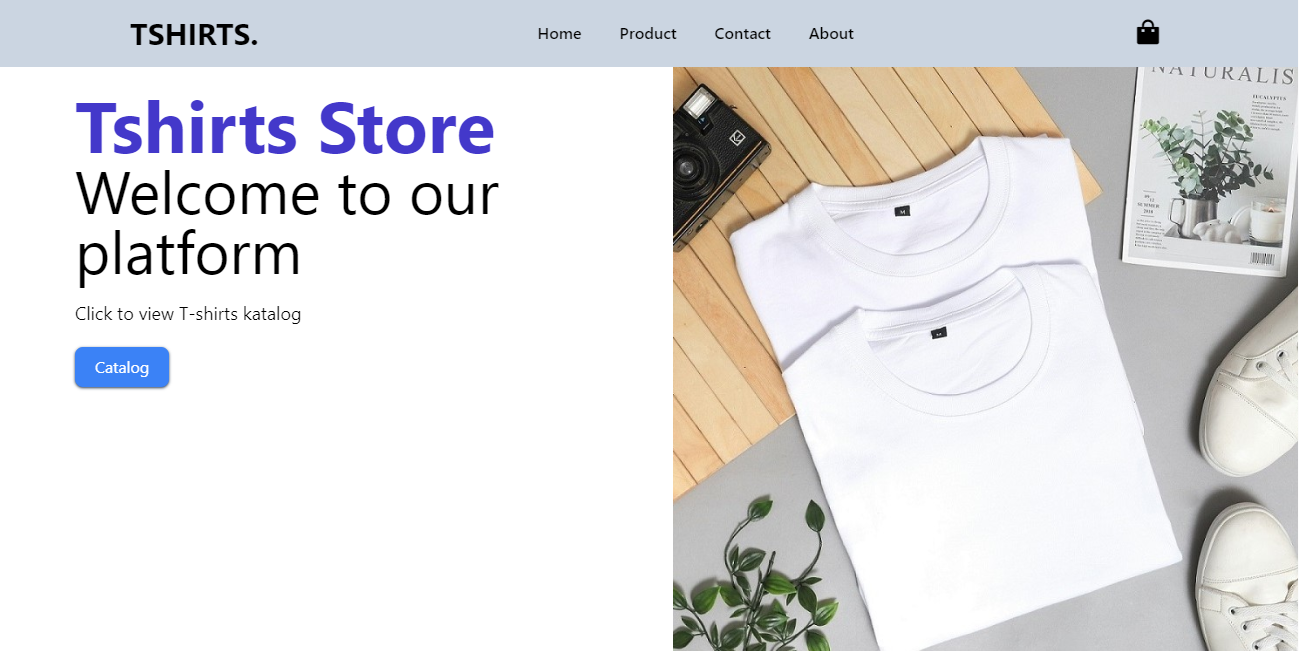 TSHIRTS.
Home
Product
Contact
About
Tshirts Store
Welcome to our
platform
Click to view T-shirts katalog
Catalog
NATURALIS
EUCALYPTUS
M